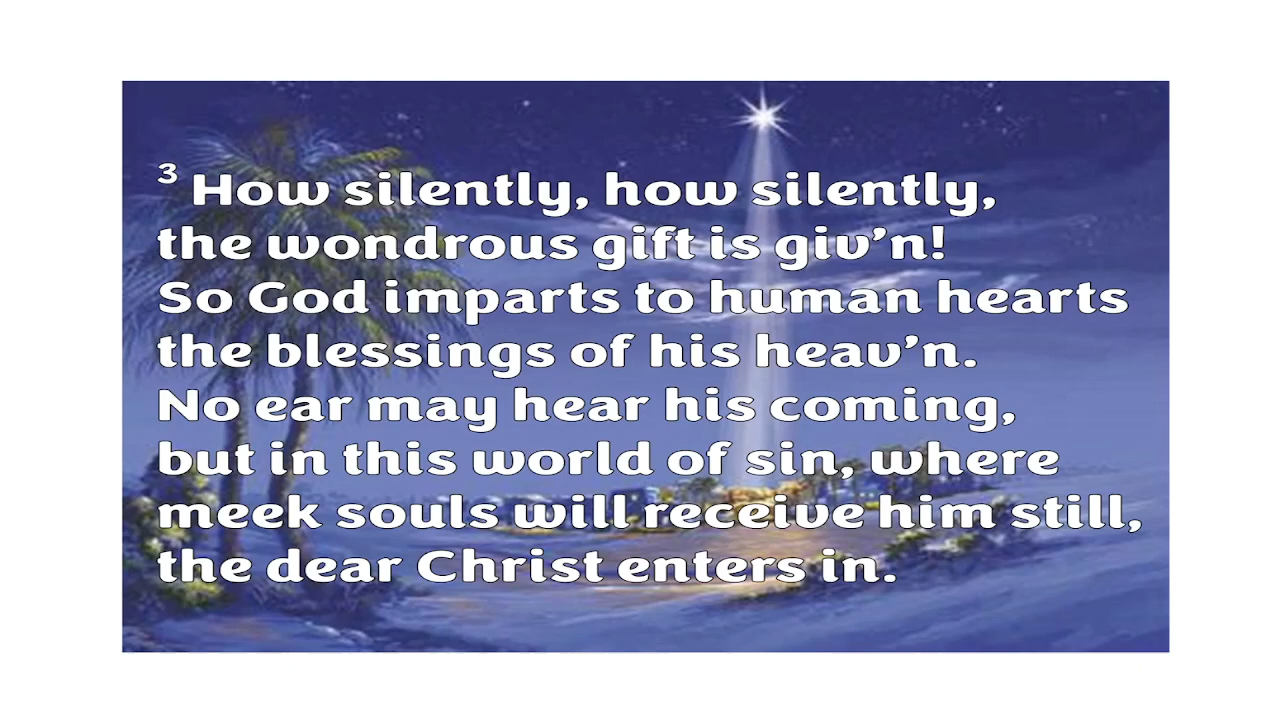 3 How silently, how silently,
the wondrous gift is giv’n!
So God imparts to human hearts
the blessings of his heav’n.
No ear may hear his coming,
but in this world of sin, where
meek souls will receive him still,
the dear Christ enters in.